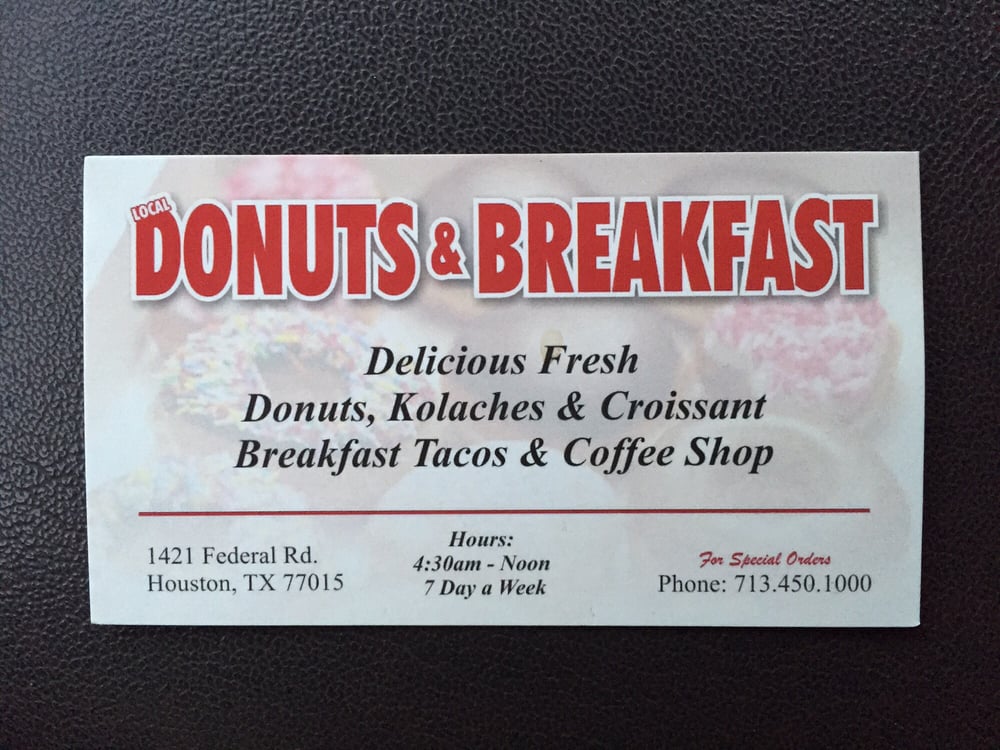 LOCAL
DONUTS & BREAKFAST
Delicious Fresh
Donuts, Kolaches & Croissant
Breakfast Tacos & Coffee Shop
1421 Federal Rd.
Houston, TX 77015
Hours:
4:30am - Noon
7 Day a Week
For Special Orders
Phone: 713.450.1000